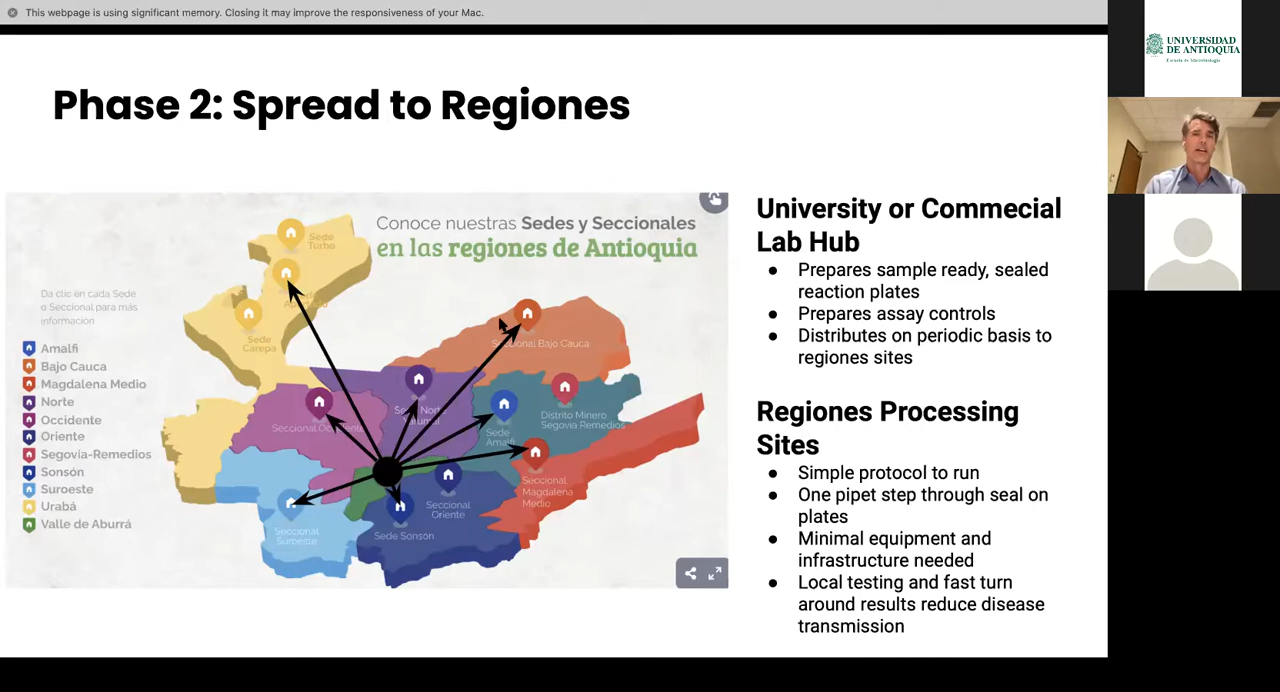 This webpage is using significant memory. Closing it may improve the responsiveness of your Mac.
UNIVERSIDAD
DE ANTIOQUIA
Escuela de Microbiología
Phase 2: Spread to Regiones
Conoce nuestras Sedes y Seccionales
en las regiones de Antioquia
Da clic en cada Sede
o Seccional para más
información
Amalfi
Bajo Cauca
Magdalena Medio
Norte
Occidente
Oriente
Segovia-Remedios
Sonsón
Suroeste
Urabá
Valle de Aburrá
Sede
Turbo
Sede
Carepa
Seccional Bajo Cauca
Distrito Minero
Segovia Remedios
Sede
Amalfi
Seccional
Magdalena
Medio
Seccional
Oriente
Sede Sonsón
Seccional
Suroeste
University or Commecial
Lab Hub
● Prepares sample ready, sealed
reaction plates
● Prepares assay controls
● Distributes on periodic basis to
regiones sites
Regiones Processing
Sites
● Simple protocol to run
● One pipet step through seal on
plates
● Minimal equipment and
infrastructure needed
● Local testing and fast turn
around results reduce disease
transmission